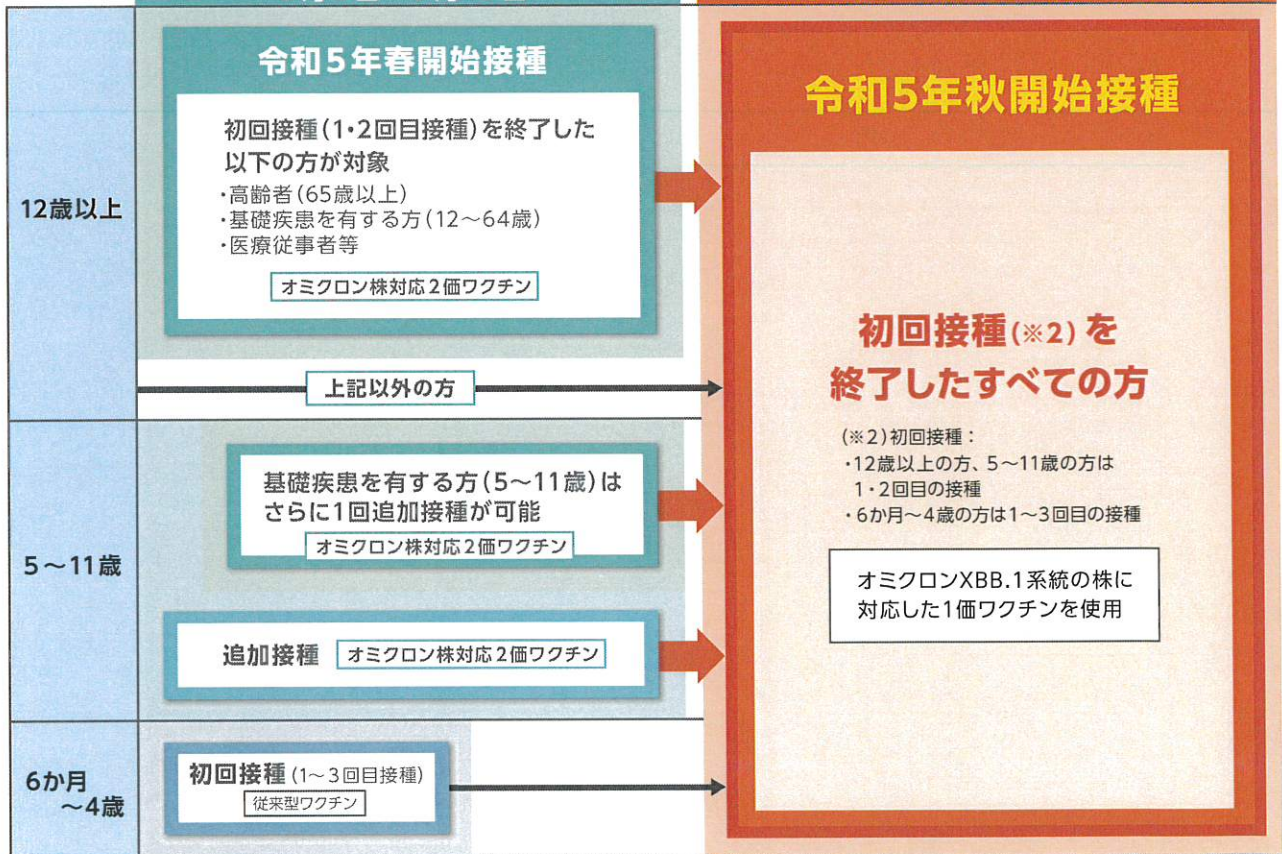 令和5年春開始接種
令和5年秋開始接種
12歳以上
初回接種(1・2回目接種)を終了した
以下の方が対象
・高齢者(65歳以上)
・基礎疾患を有する方(12～64歳)
・医療従事者等
オミクロン株対応2価ワクチン
上記以外の方
5～11歳
基礎疾患を有する方(5～11歳)は
さらに1回追加接種が可能
オミクロン株対応2価ワクチン
追加接種 オミクロン株対応2価ワクチン
6か月
～4歳
初回接種(1～3回目接種)
従来型ワクチン
初回接種(※2)を
終了したすべての方
(※2)初回接種：
・12歳以上の方、5～11歳の方は
1・2回目の接種
・6か月～4歳の方は1～3回目の接種
オミクロンXBB.1系統の株に
対応した1価ワクチンを使用